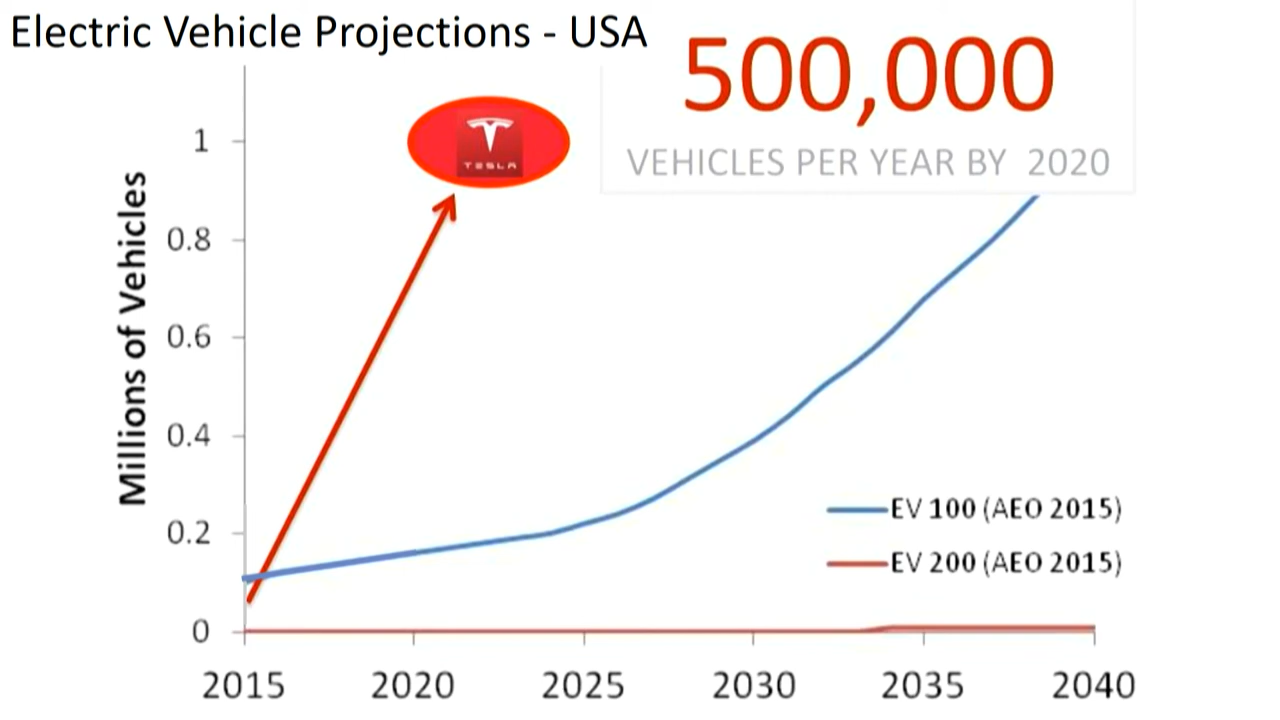 Electric Vehicle Projections - USA
500,000
VEHICLES PER YEAR BY 2020
TESLA
Millions of Vehicles
1
0.8
0.6
0.4
0.2
0
EV 100 (AEO 2015)
EV 200 (AEO 2015)
2015 2020 2025 2030 2035 2040